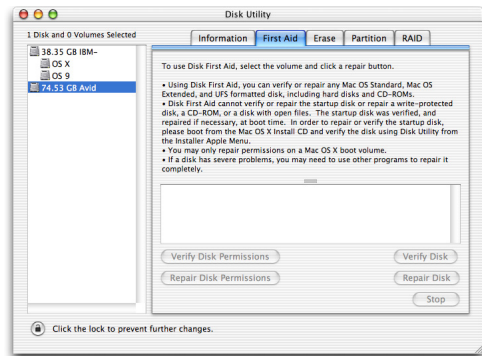 Disk Utility
1 Disk and 0 Volumes Selected
Information First Aid Erase Partition RAID
38.35 GB IBM-
OS X
OS 9
74.53 GB Avid
To use Disk First Aid, select the volume and click a repair button.
• Using Disk First Aid, you can verify or repair any Mac OS Standard, Mac OS
Extended, and UFS formatted disk, including hard disks and CD-ROMs.
• Disk First Aid cannot verify or repair the startup disk or repair a write-protected
disk, a CD-ROM, or a disk with open files. The startup disk was verified, and
repaired if necessary, at boot time. In order to repair or verify the startup disk,
please boot from the Mac OS X Install CD and verify the disk using Disk Utility from
the Installer Apple Menu.
• You may only repair permissions on a Mac OS X boot volume.
• If a disk has severe problems, you may need to use other programs to repair it
completely.
Verify Disk Permissions Verify Disk
Repair Disk Permissions Repair Disk
Stop
Click the lock to prevent further changes.